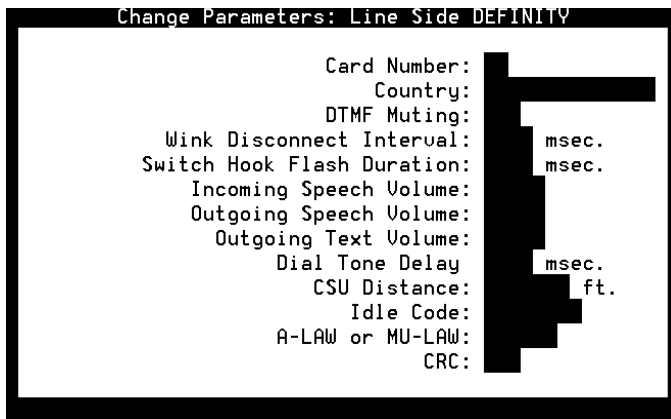 Change Parameters: Line Side DEFINITY
Card Number:
Country:
DTMF Muting:
Wink Disconnect Interval: msec.
Switch Hook Flash Duration: msec.
Incoming Speech Volume:
Outgoing Speech Volume:
Outgoing Text Volume:
Dial Tone Delay msec.
CSU Distance: ft.
Idle Code:
A-LAW or MU-LAW:
CRC: